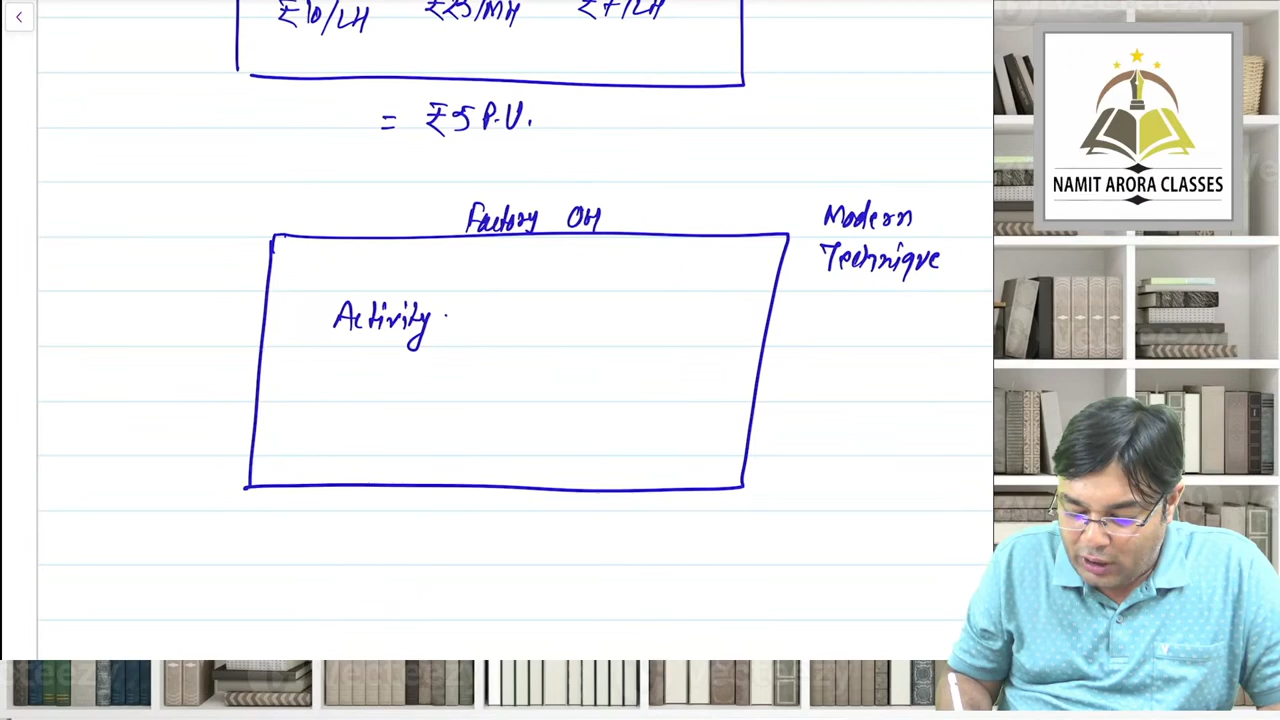 ₹10/LH ₹25/MH ₹7/LH
= ₹5 P.U.
Factory OH
Modern
Technique
Activity
NAMIT ARORA CLASSES